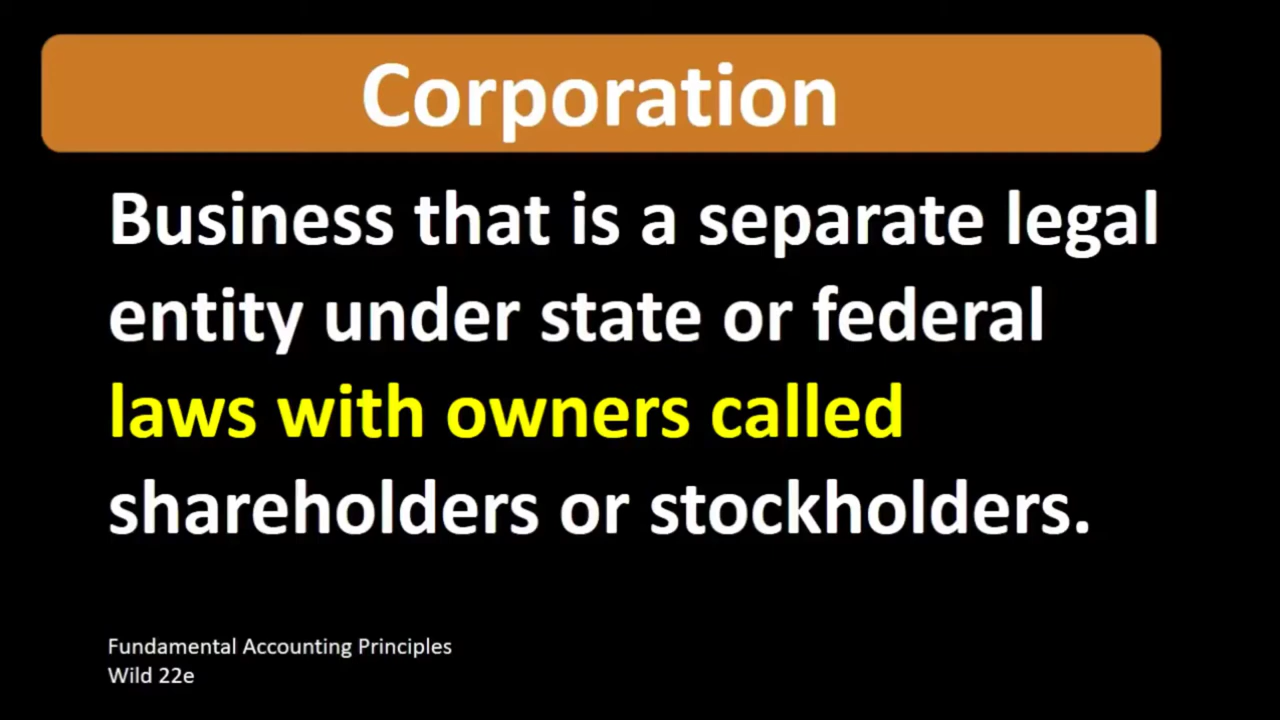 Corporation
Business that is a separate legal
entity under state or federal
laws with owners called
shareholders or stockholders.
Fundamental Accounting Principles
Wild 22e